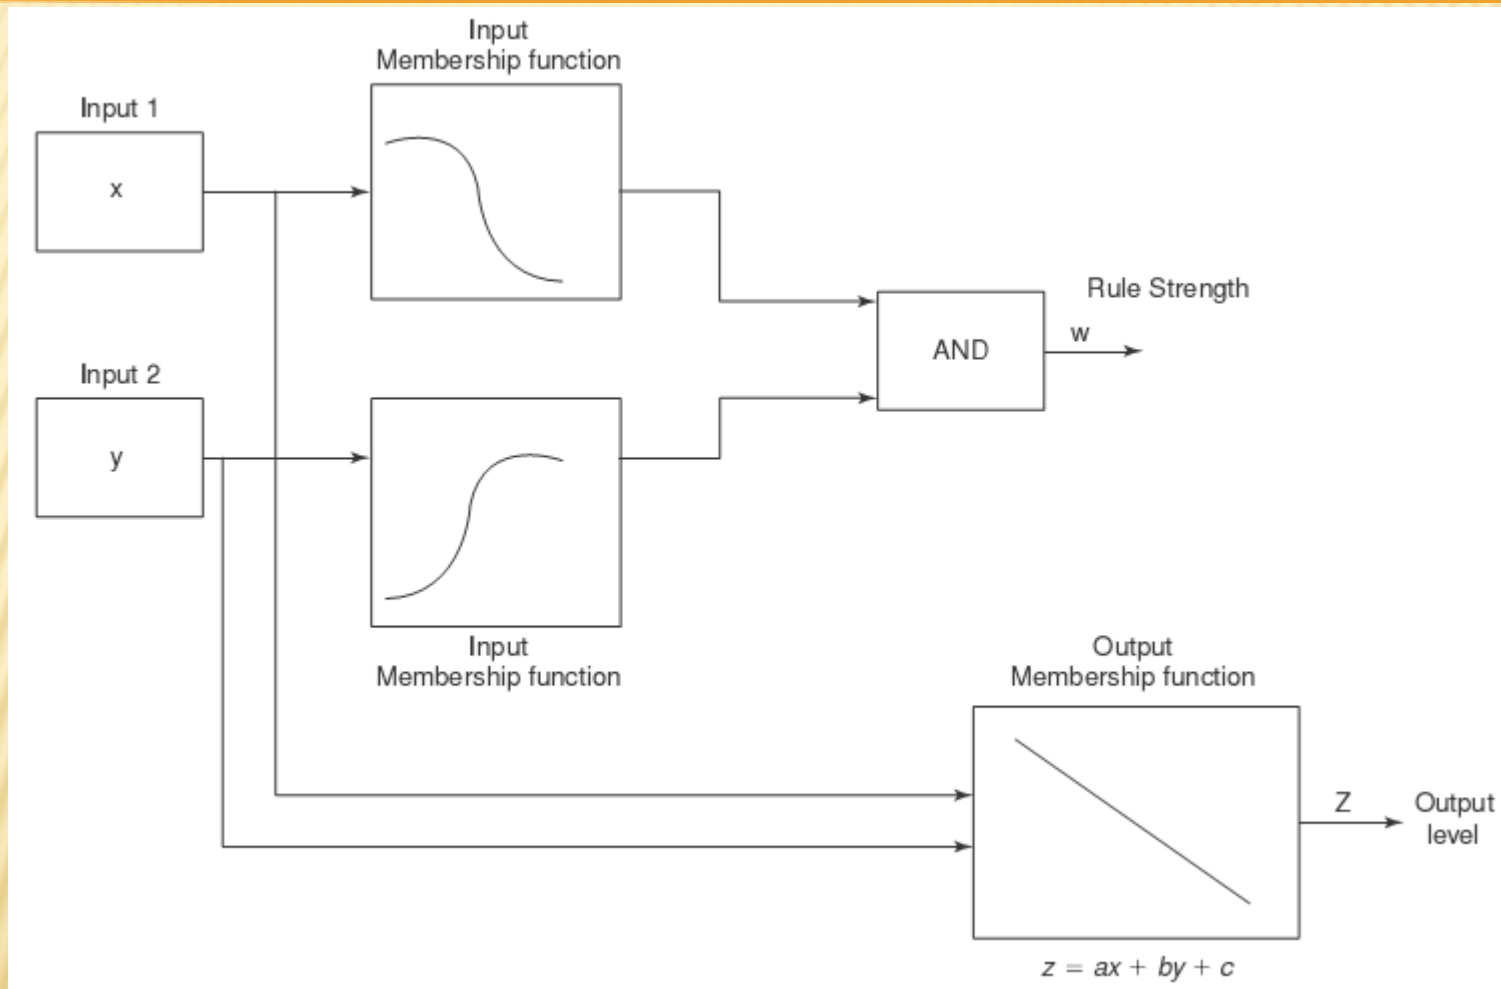 Input
Membership function
Input 1
x
Rule Strength
w
AND
Input 2
y
Input
Membership function
Output
Membership function
Z
Output
level
z = ax + by + c